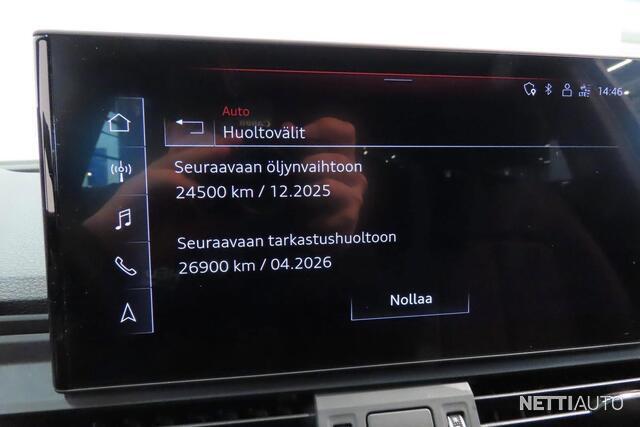 14:46
Auto
Huoltovälit
Seuraavaan öljynvaihtoon
24500 km / 12.2025
Seuraavaan tarkastushuoltoon
26900 km / 04.2026
Nollaa
NETTIAUTO